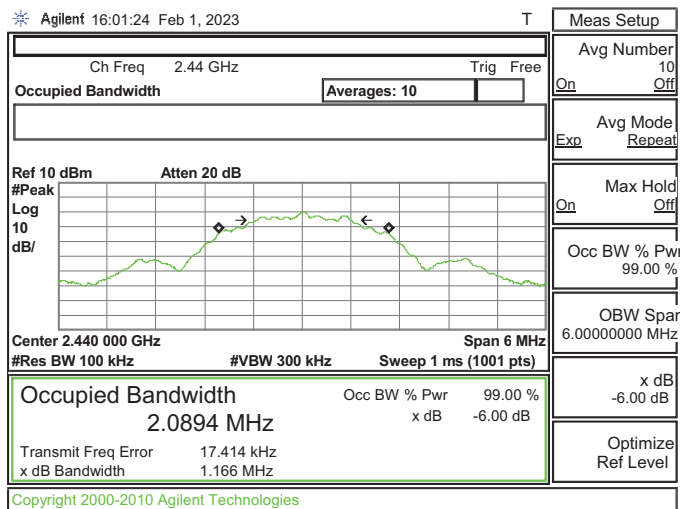 Agilent 16:01:24 Feb 1, 2023 T
Meas Setup
Ch Freq 2.44 GHz Trig Free
Occupied Bandwidth Averages: 10
Ref 10 dBm Atten 20 dB
#Peak
Log
10
dB/
Center 2.440 000 GHz Span 6 MHz
#Res BW 100 kHz #VBW 300 kHz Sweep 1 ms (1001 pts)
Occupied Bandwidth
2.0894 MHz
Occ BW % Pwr 99.00 %
x dB -6.00 dB
Transmit Freq Error 17.414 kHz
x dB Bandwidth 1.166 MHz
Copyright 2000-2010 Agilent Technologies
Avg Number
10
On Off
Avg Mode
Exp Repeat
Max Hold
On Off
Occ BW % Pwr
99.00 %
OBW Span
6.00000000 MHz
x dB
-6.00 dB
Optimize
Ref Level